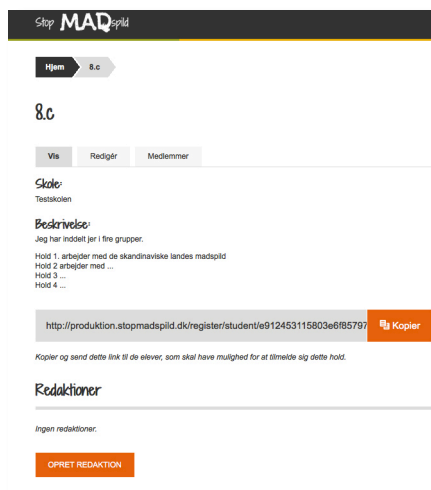 Stop MADspild
Hjem 8.c
8.c
Vis Redigér Medlemmer
Skole:
Testskolen
Beskrivelse:
Jeg har inddelt jer i fire grupper.
Hold 1. arbejder med de skandinaviske landes madspild
Hold 2 arbejder med ...
Hold 3 ...
Hold 4 ...
http://produktion.stopmadspild.dk/register/student/e912453115803e6f85797 Kopier
Kopier og send dette link til de elever, som skal have mulighed for at tilmelde sig dette hold.
Redaktioner
Ingen redaktioner.
OPRET REDAKTION